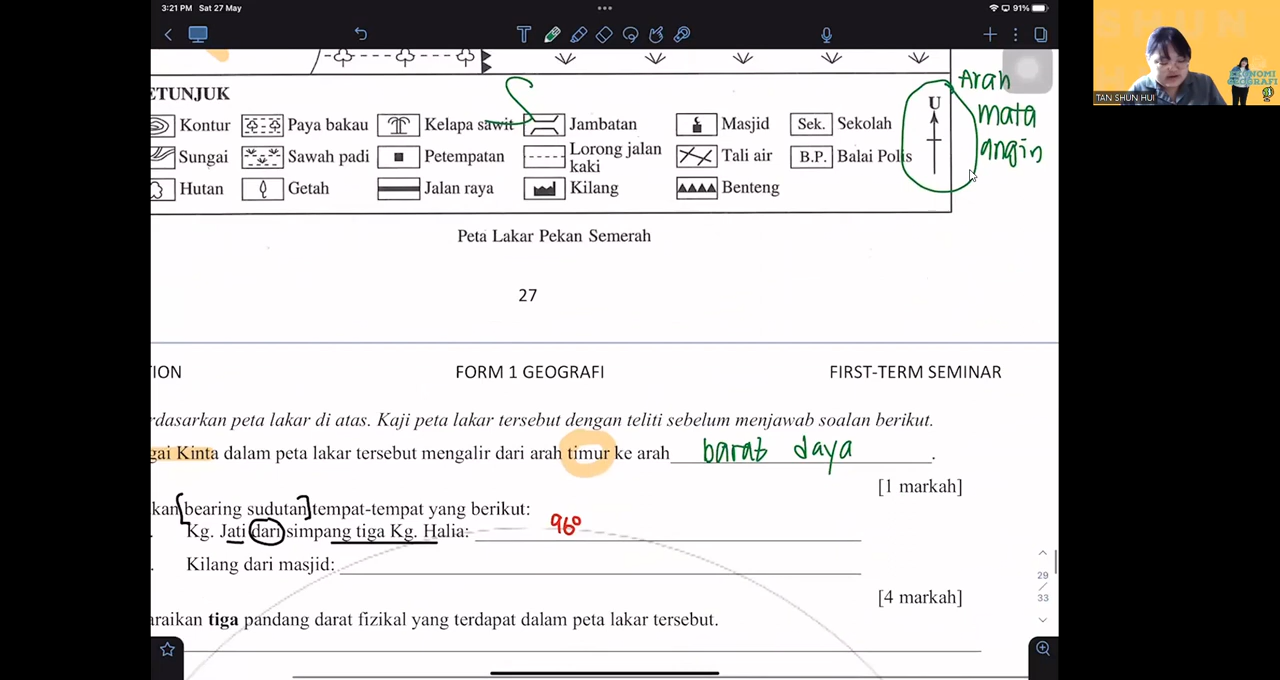 3:21 PM Sat 27 May
91%
T
SMUN
EKONOMI
GEOGRAFI
TAN SHUN HUI
ETUNJUK
Kontur Paya bakau Kelapa sawit Jambatan Masjid Sek. Sekolah
Sungai Sawah padi Petempatan Lorong jalan kaki Tali air B.P. Balai Polis
Hutan Getah Jalan raya Kilang Benteng
U
Arah
mata
angin
Peta Lakar Pekan Semerah
27
TION FORM 1 GEOGRAFI FIRST-TERM SEMINAR
rdasarkan peta lakar di atas. Kaji peta lakar tersebut dengan teliti sebelum menjawab soalan berikut.
gai Kinta dalam peta lakar tersebut mengalir dari arah timur ke arah barat daya.
[1 markah]
kan [bearing sudutan] tempat-tempat yang berikut:
Kg. Jati dari simpang tiga Kg. Halia: 96°
Kilang dari masjid:
[4 markah]
araikan tiga pandang darat fizikal yang terdapat dalam peta lakar tersebut.
29
33